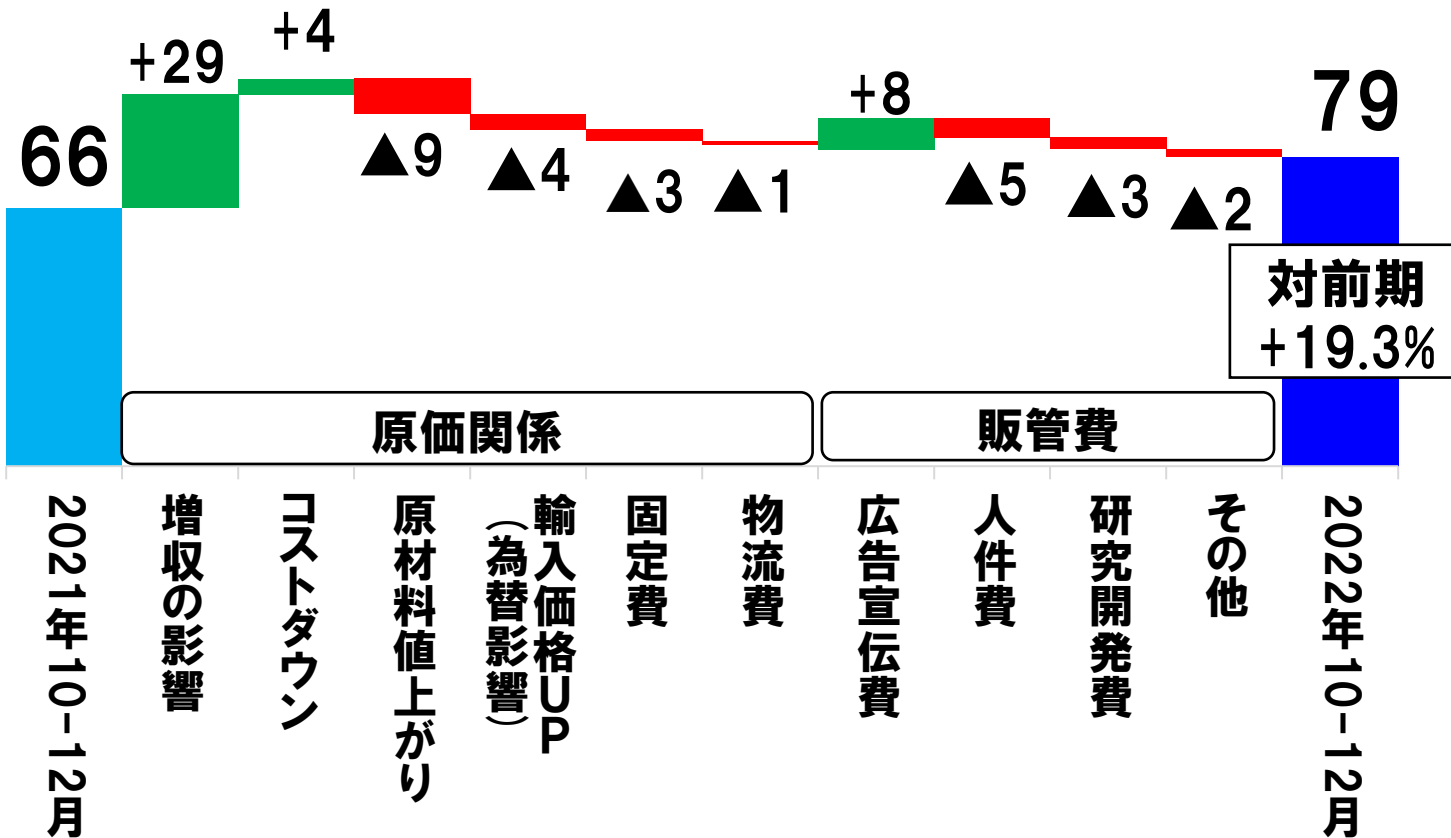 66
+29
+4
▲9
▲4
▲3
▲1
+8
▲5
▲3
▲2
79
対前期
+19.3%
原価関係
販管費
2021年10-12月
増収の影響
コストダウン
原材料値上がり
輸入価格UP
（為替影響）
固定費
物流費
広告宣伝費
人件費
研究開発費
その他
2022年10-12月